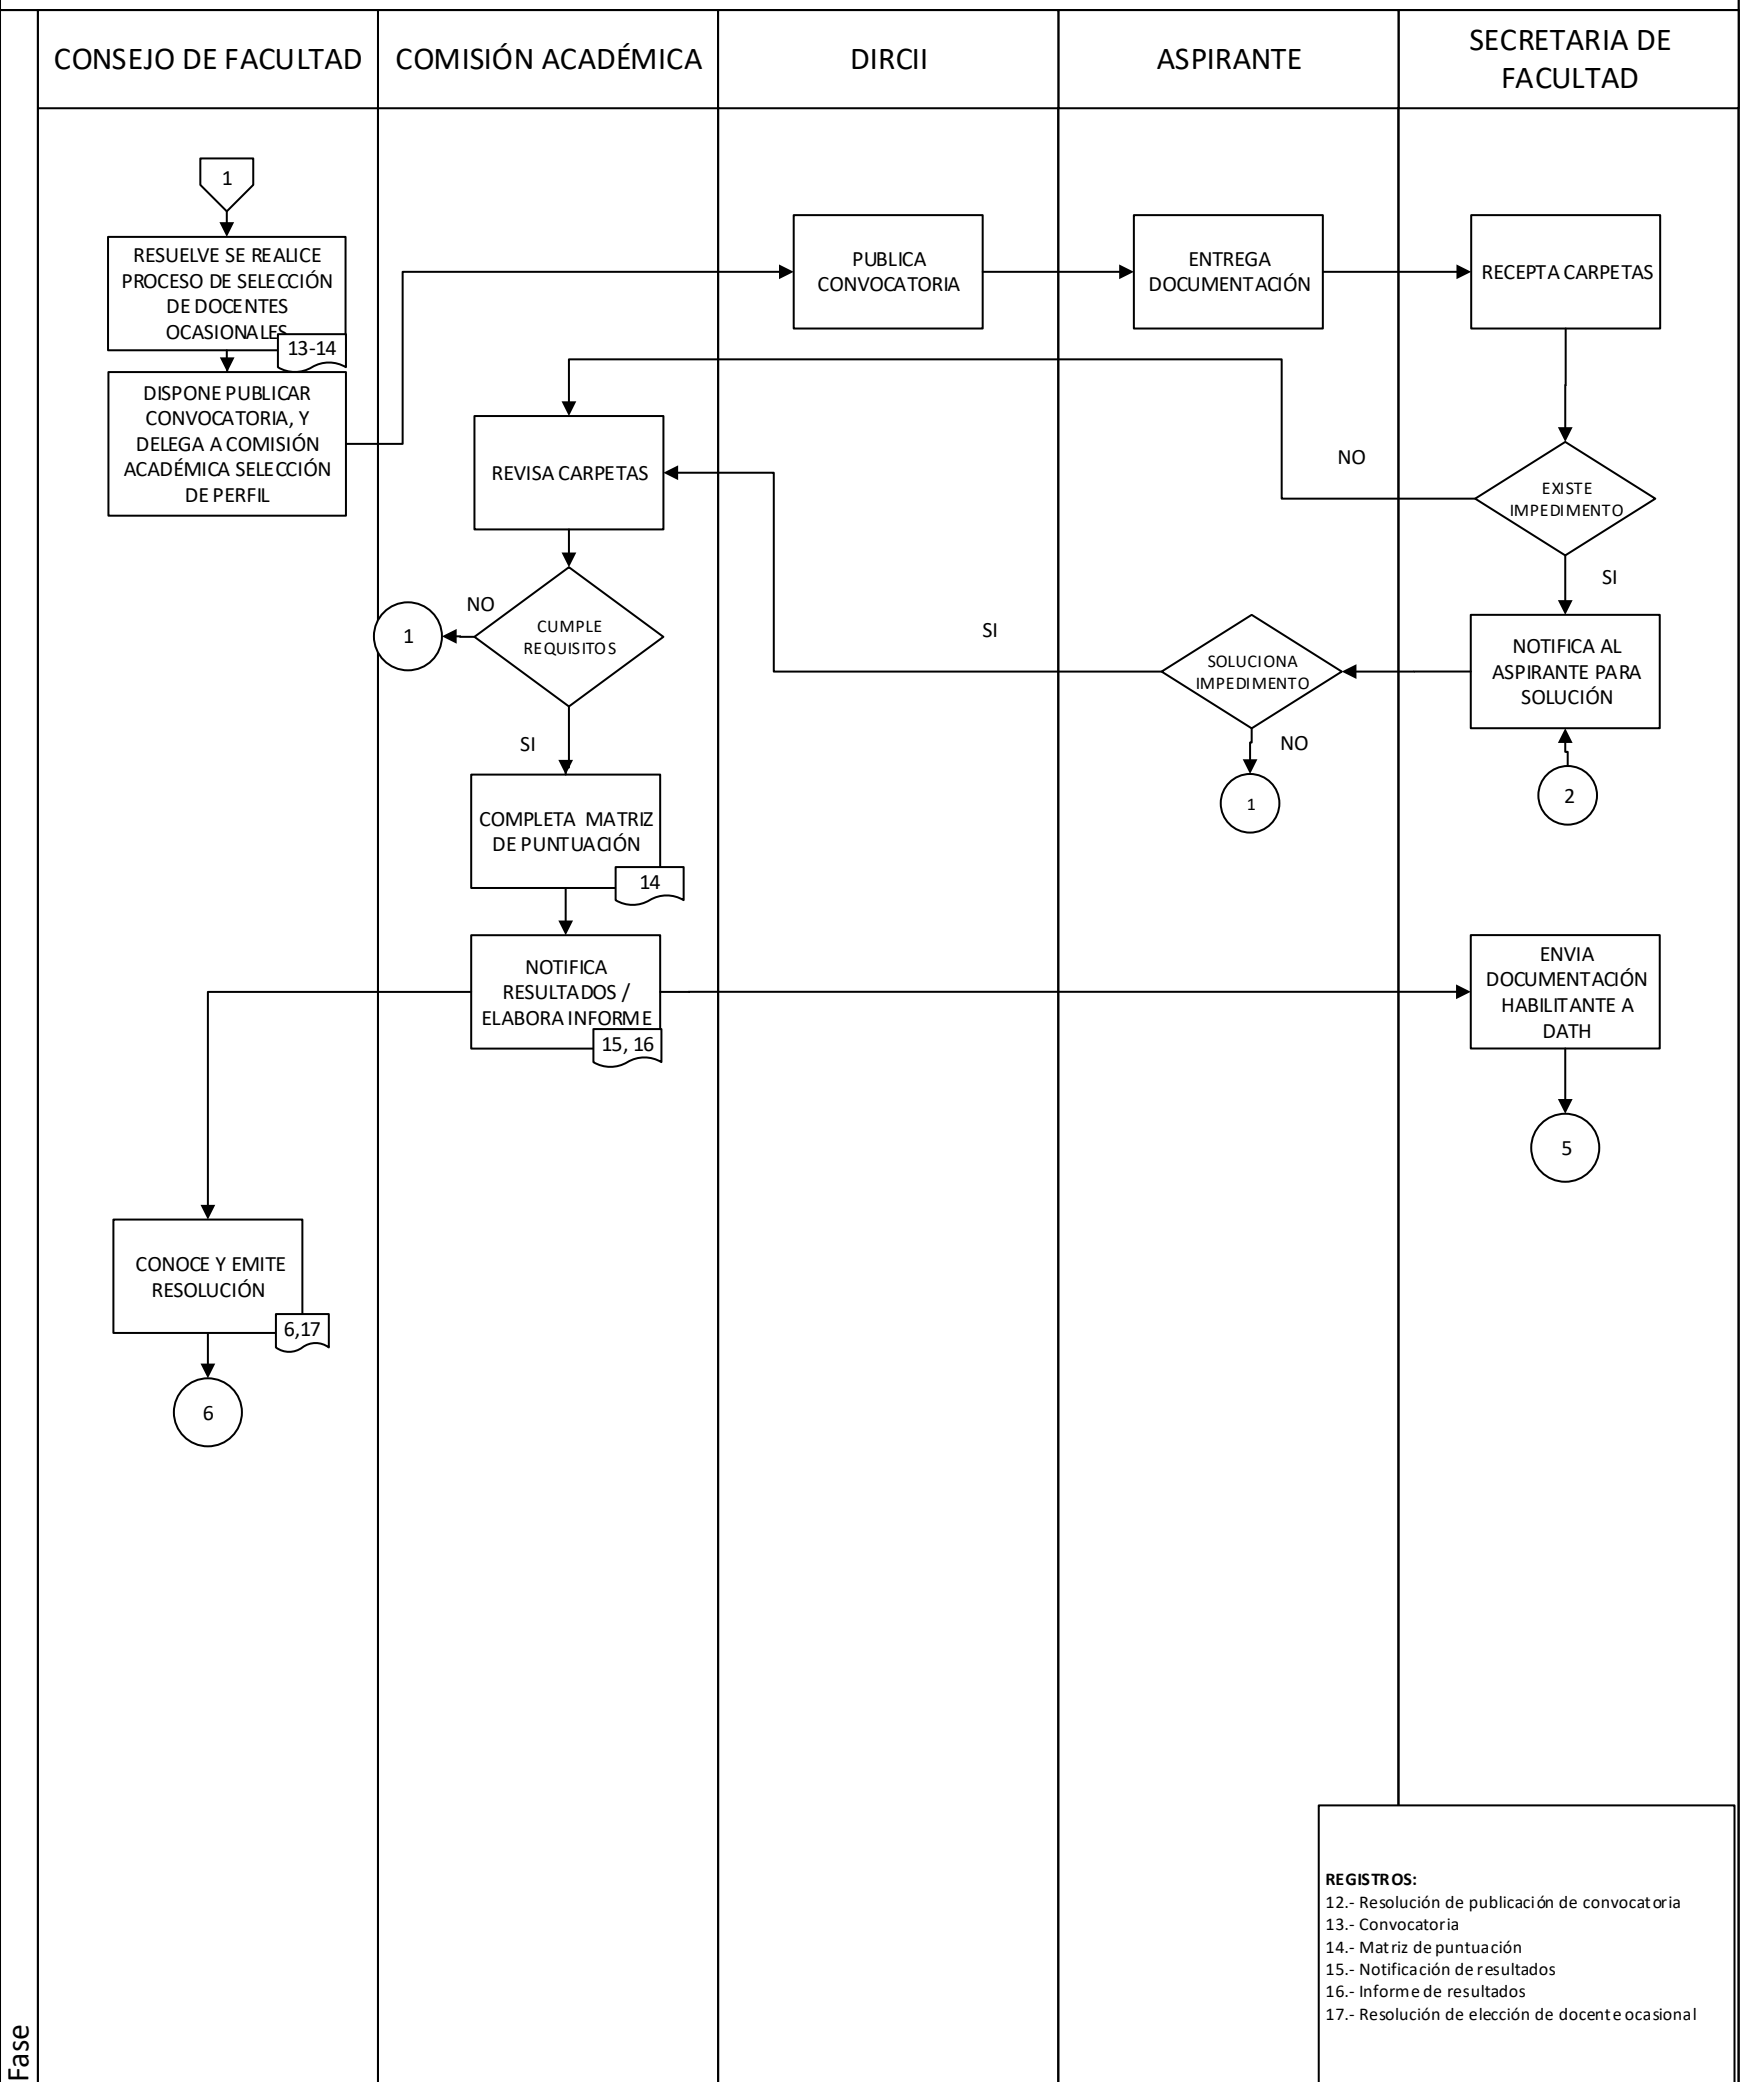 CONSEJO DE FACULTAD
COMISIÓN ACADÉMICA
DIRCII
ASPIRANTE
SECRETARIA DE
FACULTAD
1
RESUELVE SE REALICE
PROCESO DE SELECCIÓN
DE DOCENTES
OCASIONALES
13-14
DISPONE PUBLICAR
CONVOCATORIA, Y
DELEGA A COMISIÓN
ACADÉMICA SELECCIÓN
DE PERFIL
PUBLICA
CONVOCATORIA
ENTREGA
DOCUMENTACIÓN
RECEPTA CARPETAS
REVISA CARPETAS
NO
EXISTE
IMPEDIMENTO
SI
NO
1
CUMPLE
REQUISITOS
SI
SOLUCIONA
IMPEDIMENTO
NOTIFICA AL
ASPIRANTE PARA
SOLUCIÓN
SI
NO
1
2
COMPLETA MATRIZ
DE PUNTUACIÓN
14
NOTIFICA
RESULTADOS /
ELABORA INFORME
15, 16
ENVIA
DOCUMENTACIÓN
HABILITANTE A
DATH
5
CONOCE Y EMITE
RESOLUCIÓN
6,17
6
REGISTROS:
12.- Resolución de publicación de convocatoria
13.- Convocatoria
14.- Matriz de puntuación
15.- Notificación de resultados
16.- Informe de resultados
17.- Resolución de elección de docente ocasional
Fase